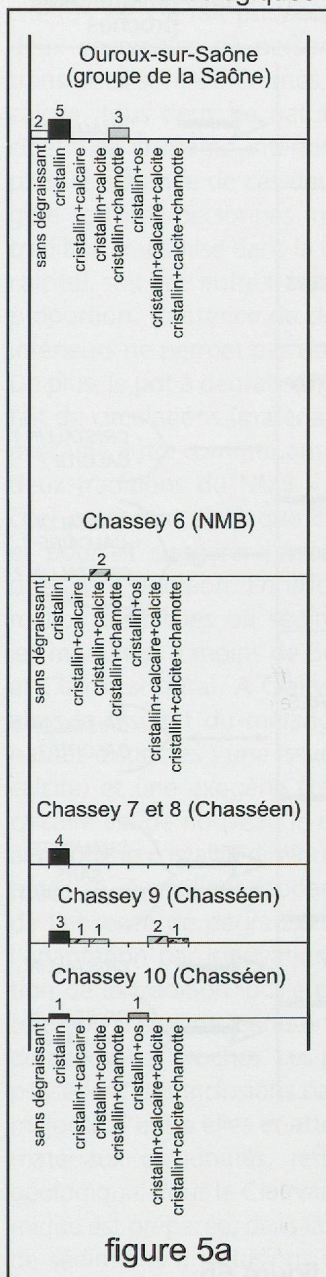 Ouroux-sur-Saône
(groupe de la Saône)
2 5 3
sans dégraissant
cristallin
cristallin+calcaire
cristallin+calcite
cristallin+chamotte
cristallin+os
cristallin+calcaire+calcite
cristallin+calcite+chamotte
Chassey 6 (NMB)
2
sans dégraissant
cristallin
cristallin+calcaire
cristallin+calcite
cristallin+chamotte
cristallin+os
cristallin+calcaire+calcite
cristallin+calcite+chamotte
Chassey 7 et 8 (Chasséen)
4
Chassey 9 (Chasséen)
3 1 1 2 1
Chassey 10 (Chasséen)
1 1
sans dégraissant
cristallin
cristallin+calcaire
cristallin+calcite
cristallin+chamotte
cristallin+os
cristallin+calcaire+calcite
cristallin+calcite+chamotte
figure 5a